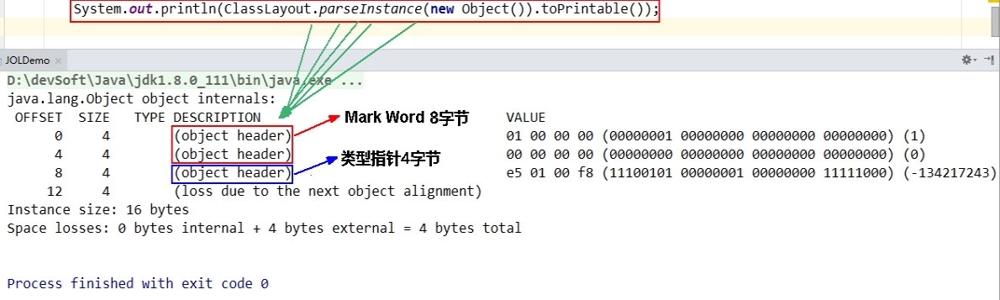 System.out.println(ClassLayout.parseInstance(new Object()).toPrintable());
JOLDemo ×
D:\devSoft\Java\jdk1.8.0_111\bin\java.exe ...
java.lang.Object object internals:
OFFSET SIZE TYPE DESCRIPTION VALUE
Mark Word 8字节
0 4 (object header) 01 00 00 00 (00000001 00000000 00000000 00000000) (1)
4 4 (object header) 00 00 00 00 (00000000 00000000 00000000 00000000) (0)
类型指针4字节
8 4 (object header) e5 01 00 f8 (11100101 00000001 00000000 11111000) (-134217243)
12 4 (loss due to the next object alignment)
Instance size: 16 bytes
Space losses: 0 bytes internal + 4 bytes external = 4 bytes total
Process finished with exit code 0